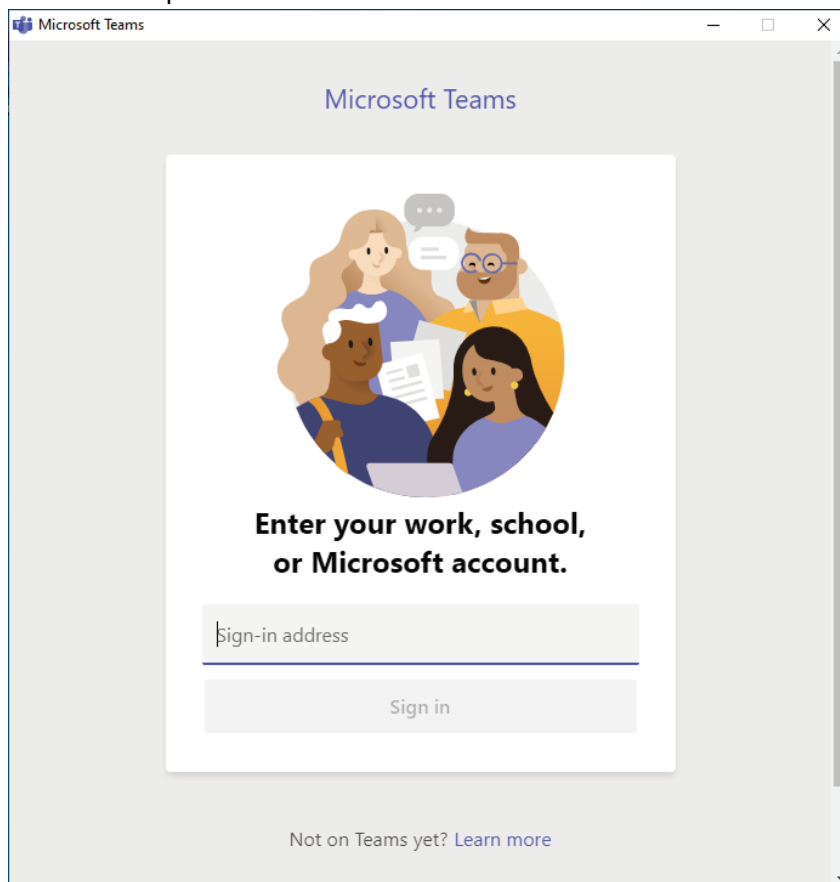 Microsoft Teams
Microsoft Teams
Enter your work, school,
or Microsoft account.
Sign-in address
Sign in
Not on Teams yet? Learn more